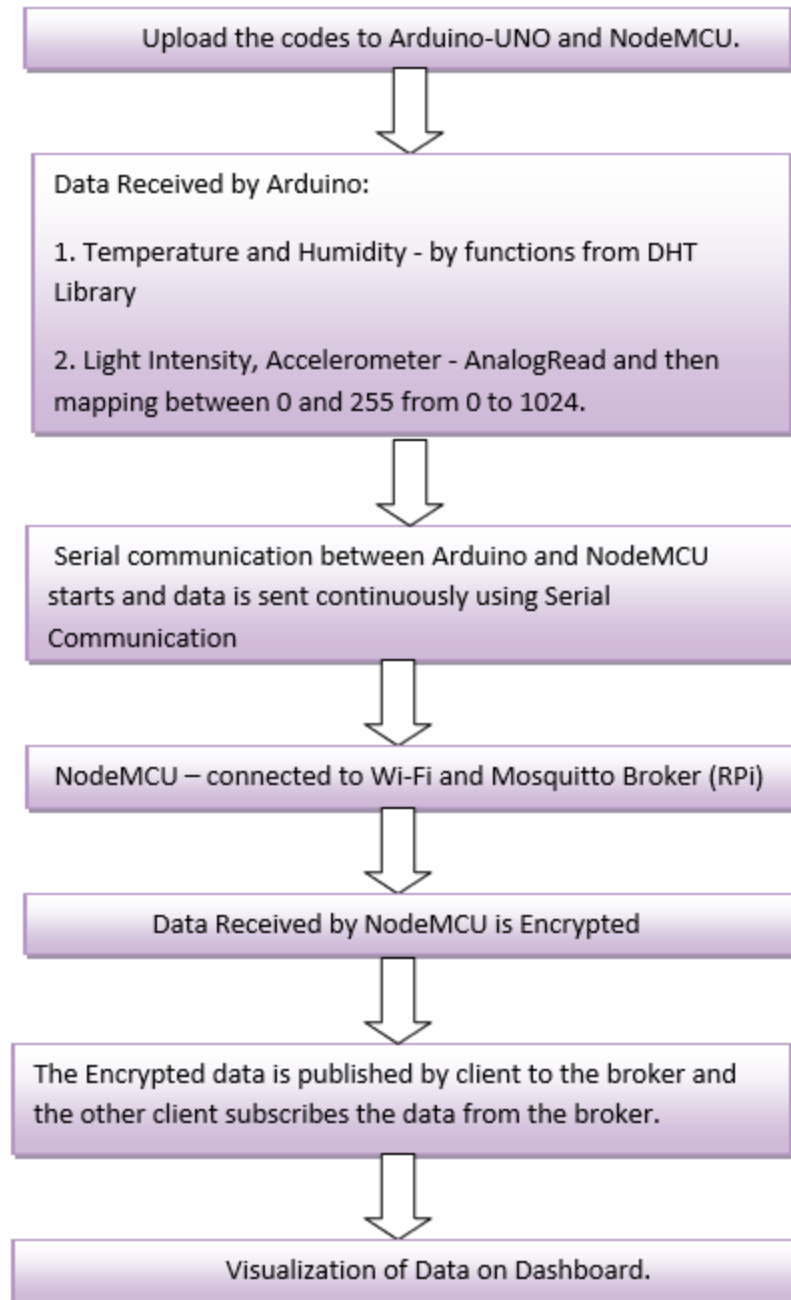 Upload the codes to Arduino-UNO and NodeMCU.
Data Received by Arduino:
1. Temperature and Humidity - by functions from DHT
Library
2. Light Intensity, Accelerometer - AnalogRead and then
mapping between 0 and 255 from 0 to 1024.
Serial communication between Arduino and NodeMCU
starts and data is sent continuously using Serial
Communication
NodeMCU – connected to Wi-Fi and Mosquitto Broker (RPi)
Data Received by NodeMCU is Encrypted
The Encrypted data is published by client to the broker and
the other client subscribes the data from the broker.
Visualization of Data on Dashboard.